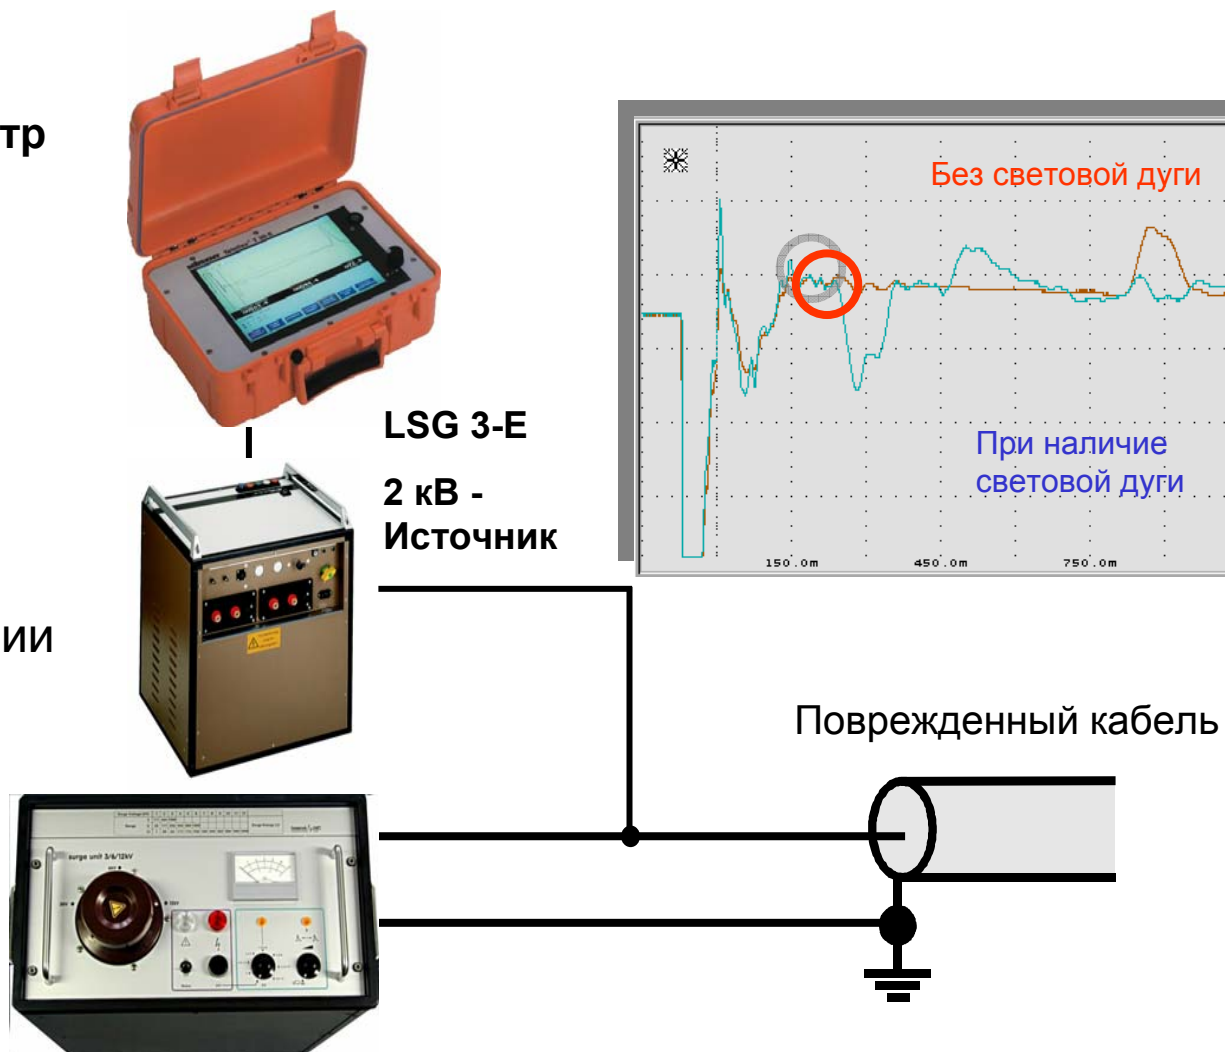 тр
Без световой дуги
LSG 3-E
2 кВ -
Источник
При наличие
световой дуги
150.0m 450.0m 750.0m
ии
Поврежденный кабель
surge unit 3/6/12kV